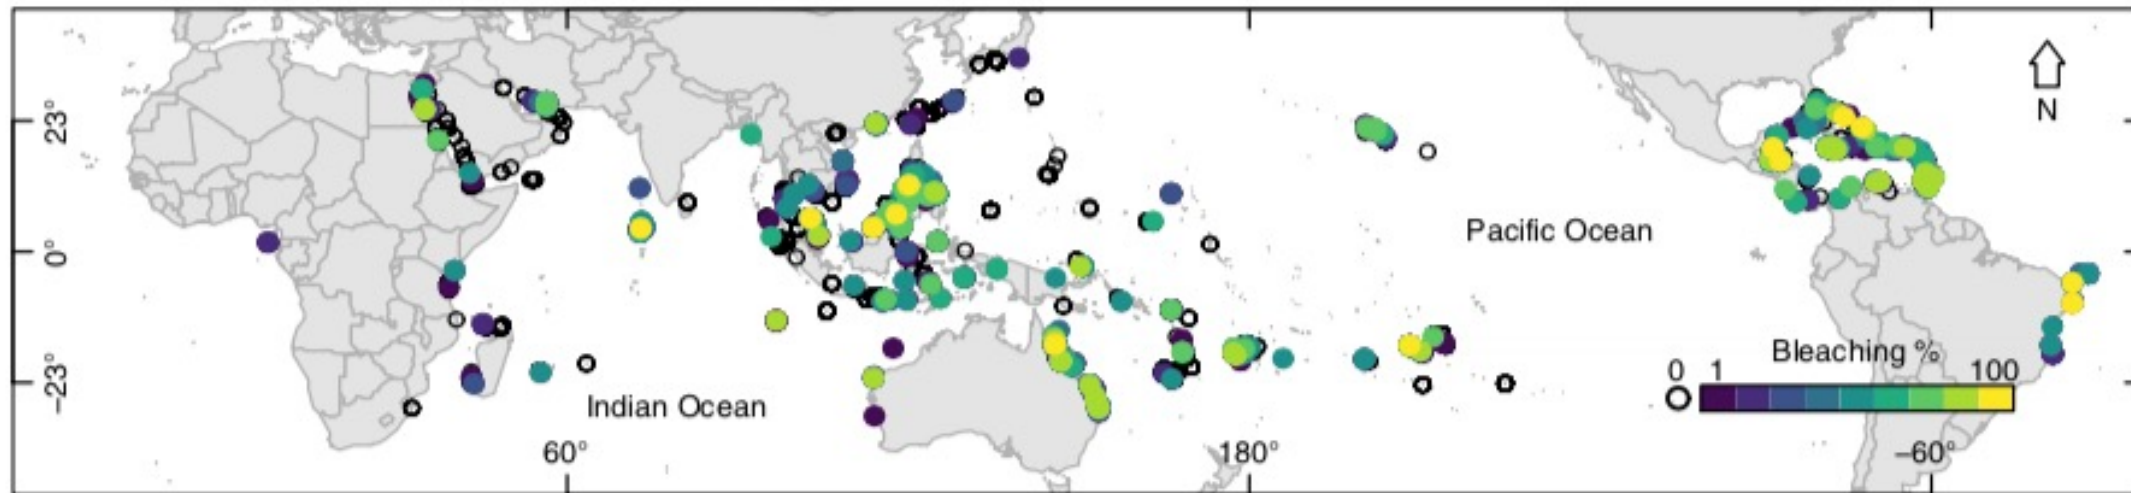 23°
0°
−23°
N
Pacific Ocean
Indian Ocean
Bleaching %
0 1 100
60°
180°
−60°